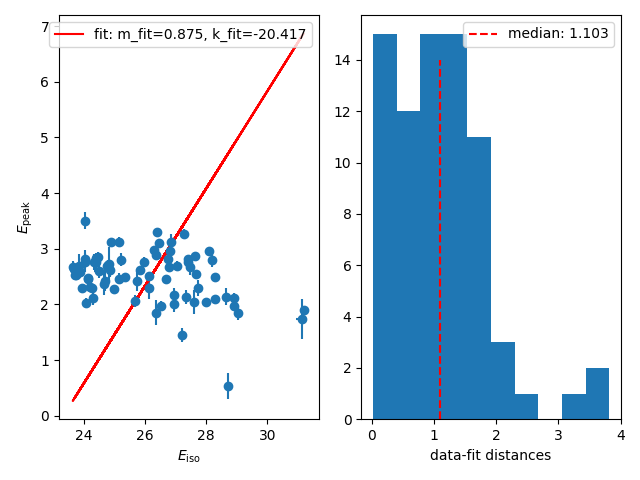 fit: m_fit=0.875, k_fit=-20.417
7
6
5
4
3
2
1
0
E_peak
24 26 28 30
E_iso
median: 1.103
14
12
10
8
6
4
2
0
0 1 2 3 4
data-fit distances